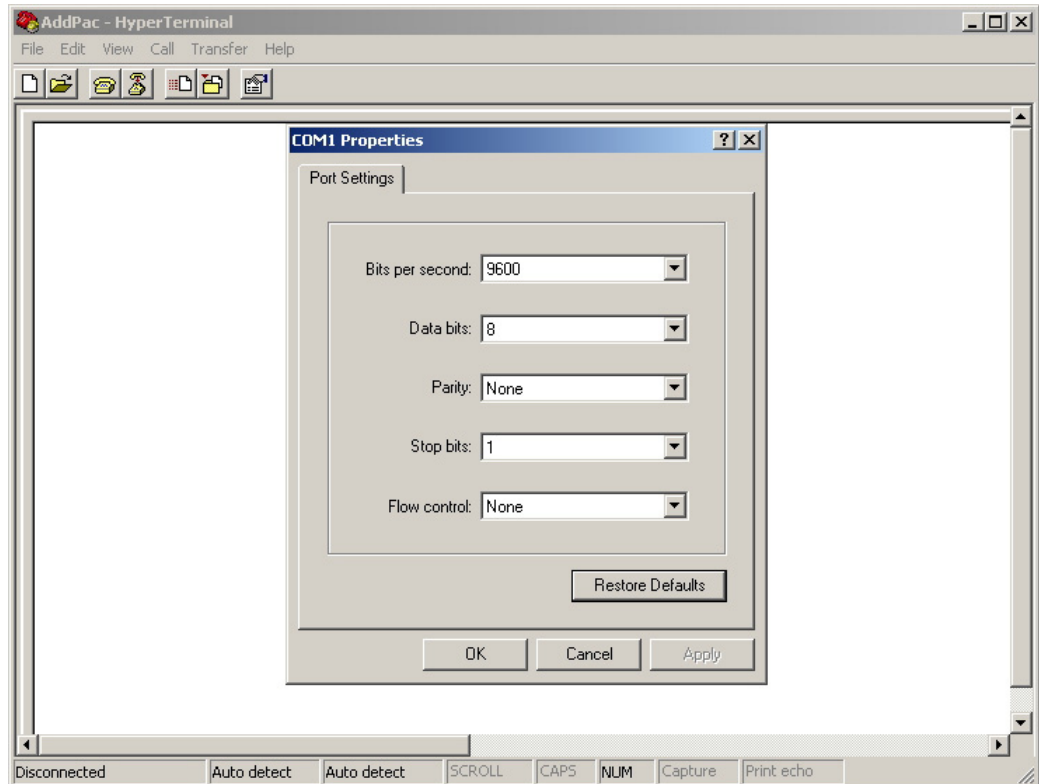 AddPac - HyperTerminal
File Edit View Call Transfer Help
COM1 Properties
Port Settings
Bits per second: 9600
Data bits: 8
Parity: None
Stop bits: 1
Flow control: None
Restore Defaults
OK Cancel Apply
Disconnected Auto detect Auto detect SCROLL CAPS NUM Capture Print echo